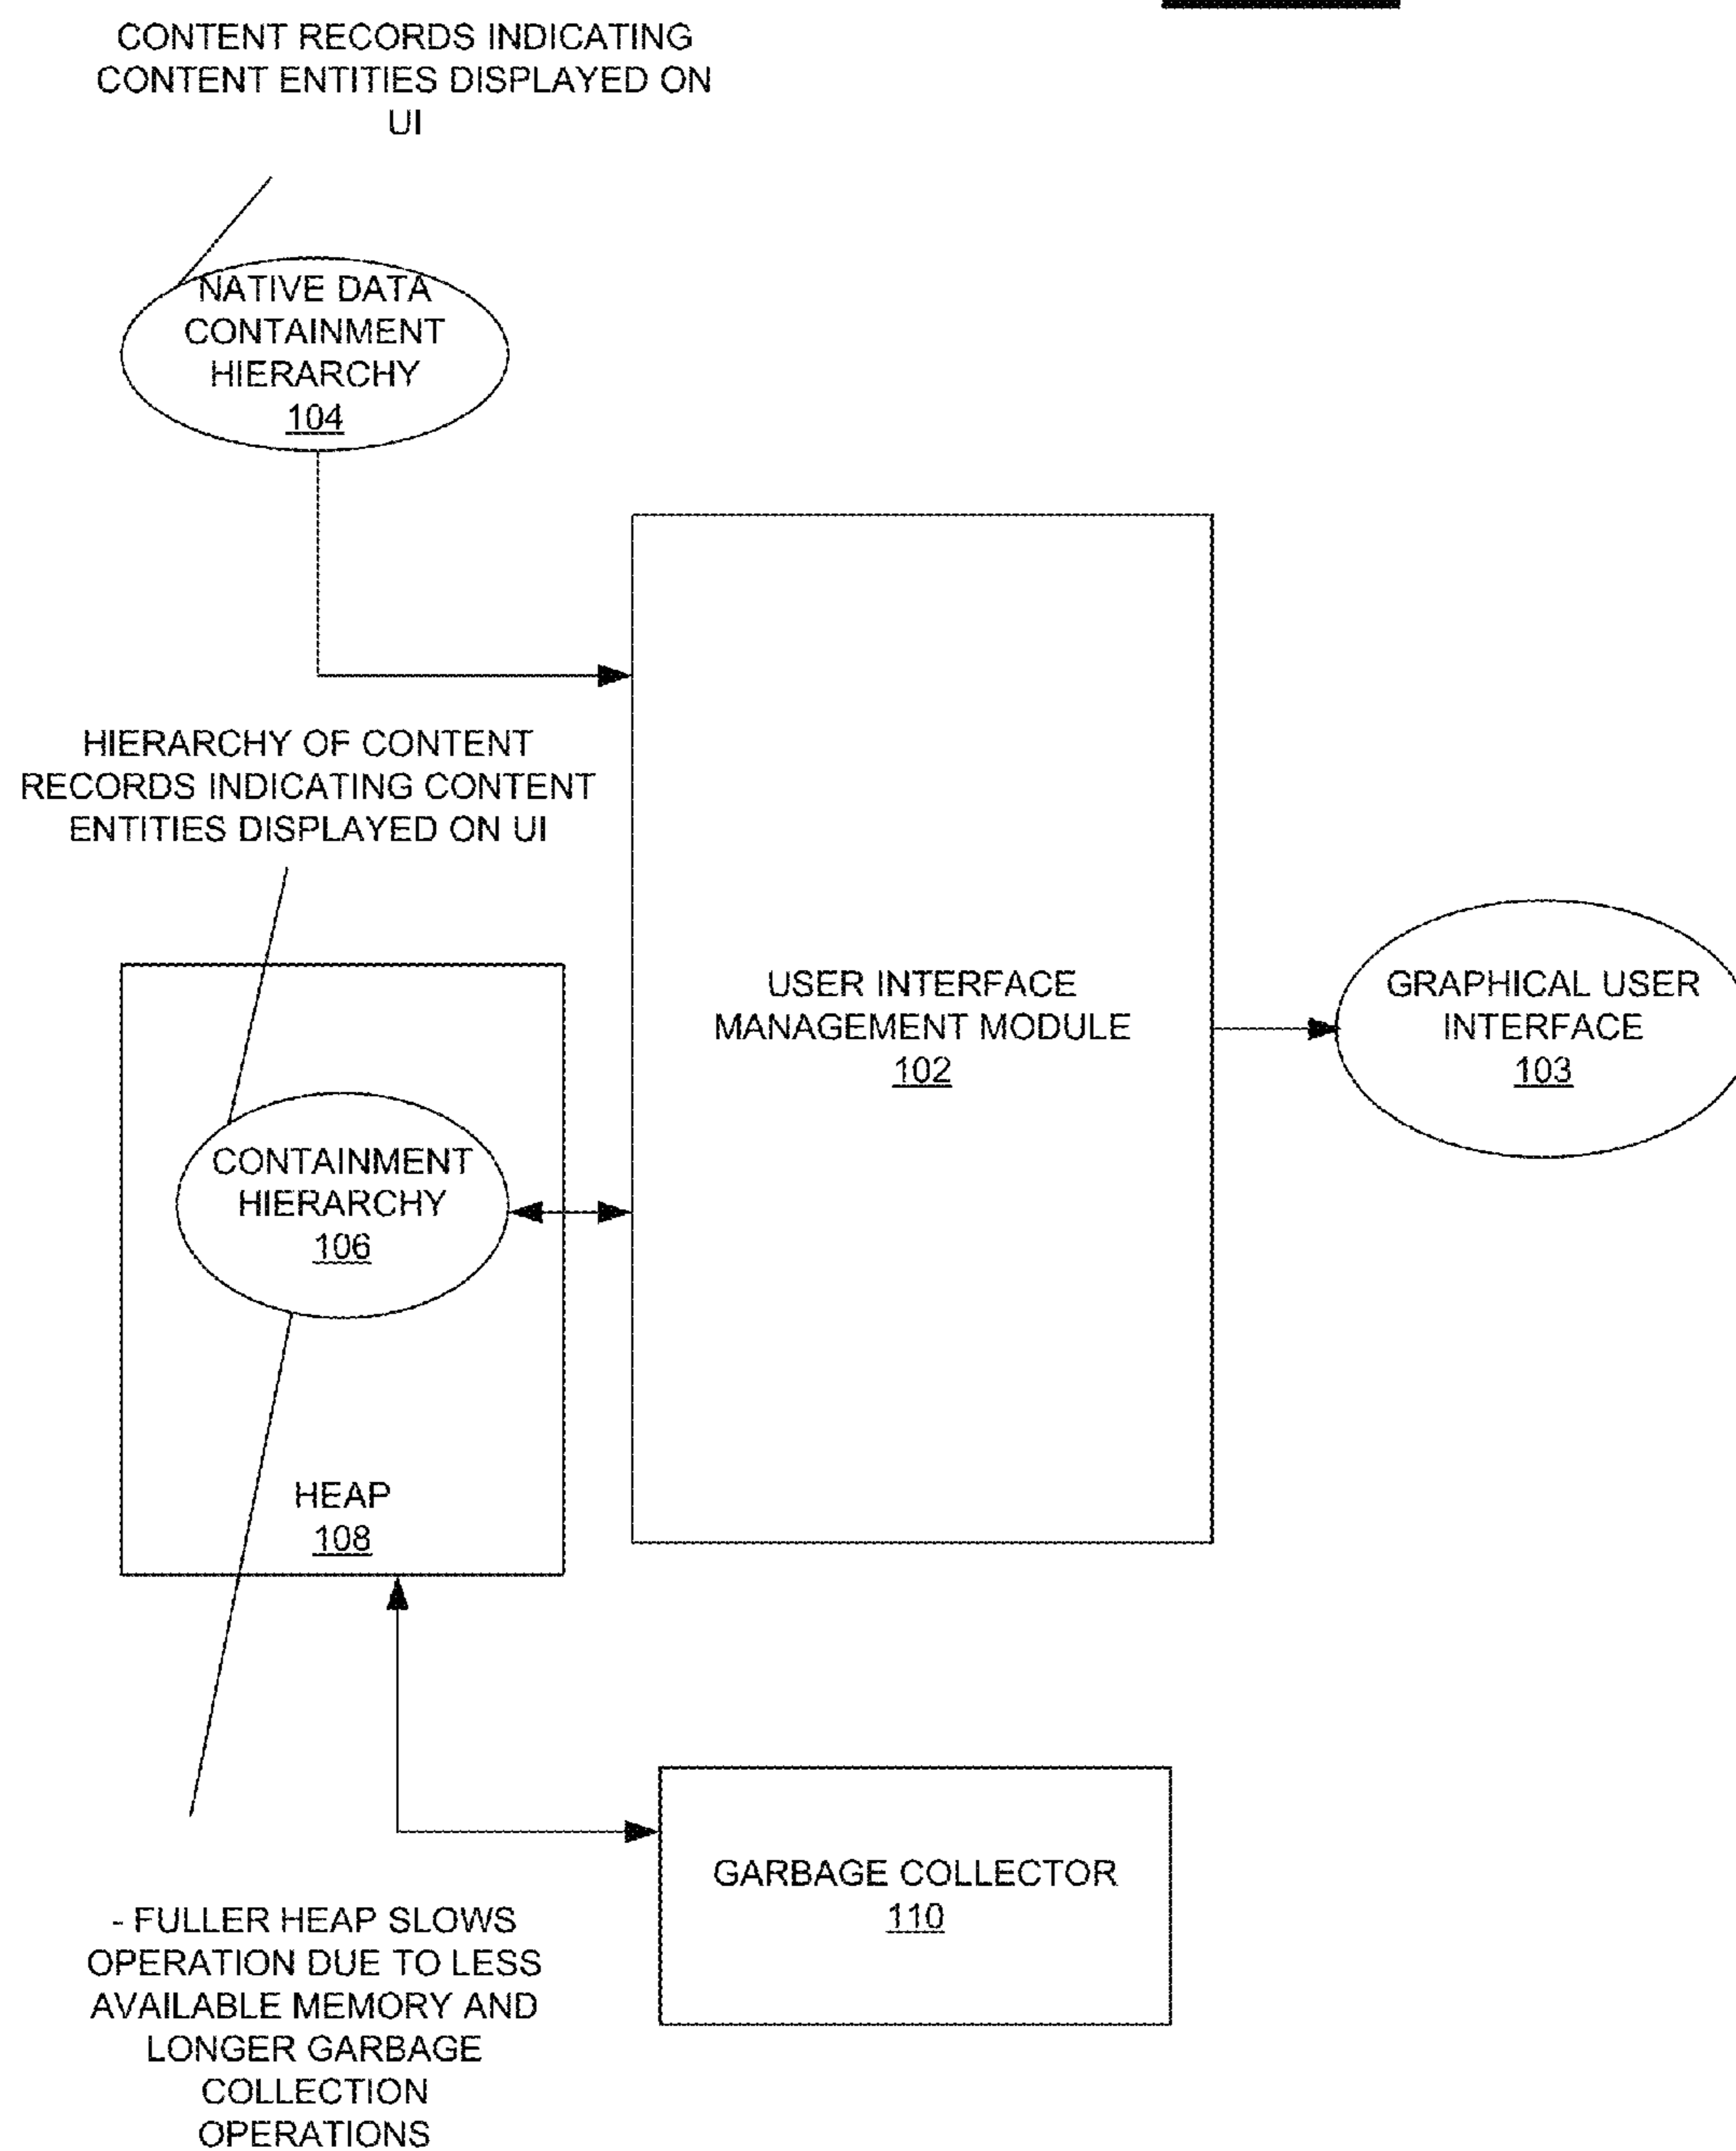 CONTENT RECORDS INDICATING
CONTENT ENTITIES DISPLAYED ON
UI
NATIVE DATA
CONTAINMENT
HIERARCHY
104
HIERARCHY OF CONTENT
RECORDS INDICATING CONTENT
ENTITIES DISPLAYED ON UI
USER INTERFACE
MANAGEMENT MODULE
102
GRAPHICAL USER
INTERFACE
103
CONTAINMENT
HIERARCHY
106
HEAP
108
GARBAGE COLLECTOR
110
- FULLER HEAP SLOWS
OPERATION DUE TO LESS
AVAILABLE MEMORY AND
LONGER GARBAGE
COLLECTION
OPERATIONS